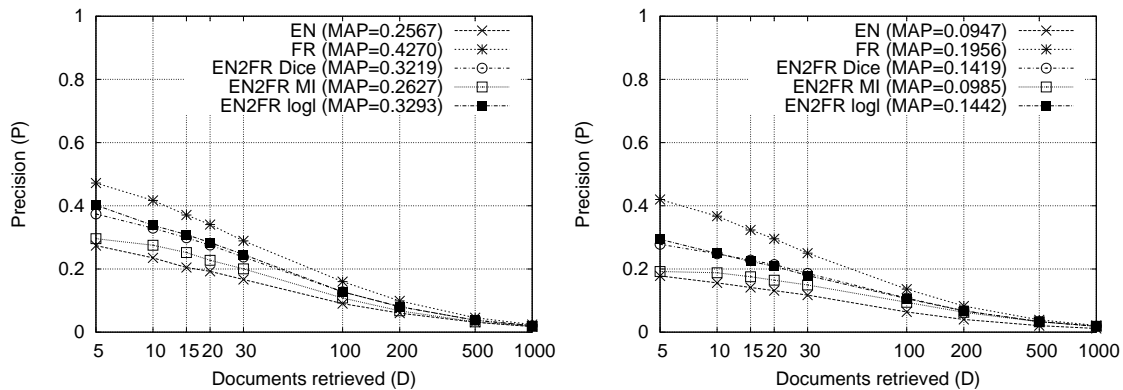 1
0.8
0.6
0.4
0.2
0
Precision (P)
EN (MAP=0.2567)
FR (MAP=0.4270)
EN2FR Dice (MAP=0.3219)
EN2FR MI (MAP=0.2627)
EN2FR logl (MAP=0.3293)
5 10 15 20 30 100 200 500 1000
Documents retrieved (D)
1
0.8
0.6
0.4
0.2
0
Precision (P)
EN (MAP=0.0947)
FR (MAP=0.1956)
EN2FR Dice (MAP=0.1419)
EN2FR MI (MAP=0.0985)
EN2FR logl (MAP=0.1442)
5 10 15 20 30 100 200 500 1000
Documents retrieved (D)